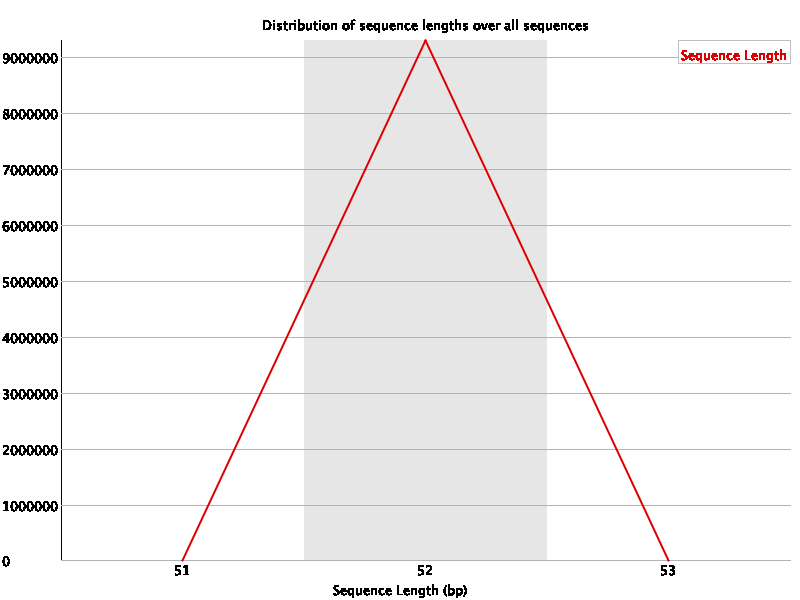 Distribution of sequence lengths over all sequences
Sequence Length
9000000
8000000
7000000
6000000
5000000
4000000
3000000
2000000
1000000
0
51 52 53
Sequence Length (bp)